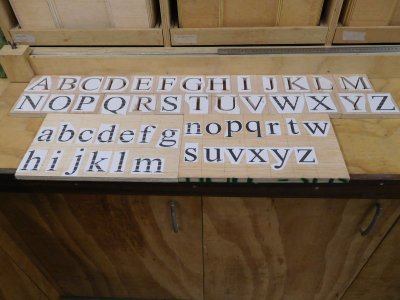 ABCDEFGHIJKLM
NOPQRSTUVWXYZ
abcdefg
hijklm
nopqrtw
suvxyz